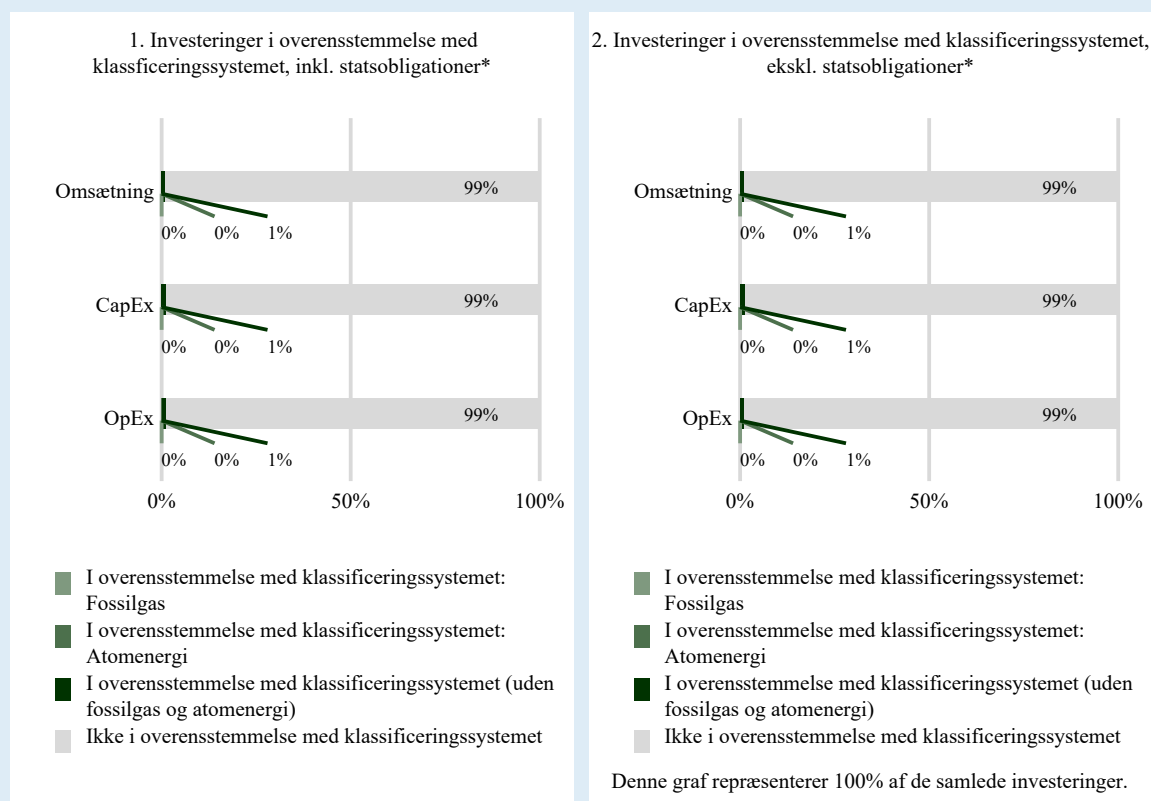 1. Investeringer i overensstemmelse med
klassficeringssystemet, inkl. statsobligationer*
Omsætning
99%
0% 0% 1%
CapEx
99%
0% 0% 1%
OpEx
99%
0% 0% 1%
0% 50% 100%
I overensstemmelse med klassificeringssystemet:
Fossilgas
I overensstemmelse med klassificeringssystemet:
Atomenergi
I overensstemmelse med klassificeringssystemet (uden
fossilgas og atomenergi)
Ikke i overensstemmelse med klassificeringssystemet
2. Investeringer i overensstemmelse med klassificeringssystemet,
ekskl. statsobligationer*
Omsætning
99%
0% 0% 1%
CapEx
99%
0% 0% 1%
OpEx
99%
0% 0% 1%
0% 50% 100%
I overensstemmelse med klassificeringssystemet:
Fossilgas
I overensstemmelse med klassificeringssystemet:
Atomenergi
I overensstemmelse med klassificeringssystemet (uden
fossilgas og atomenergi)
Ikke i overensstemmelse med klassificeringssystemet
Denne graf repræsenterer 100% af de samlede investeringer.